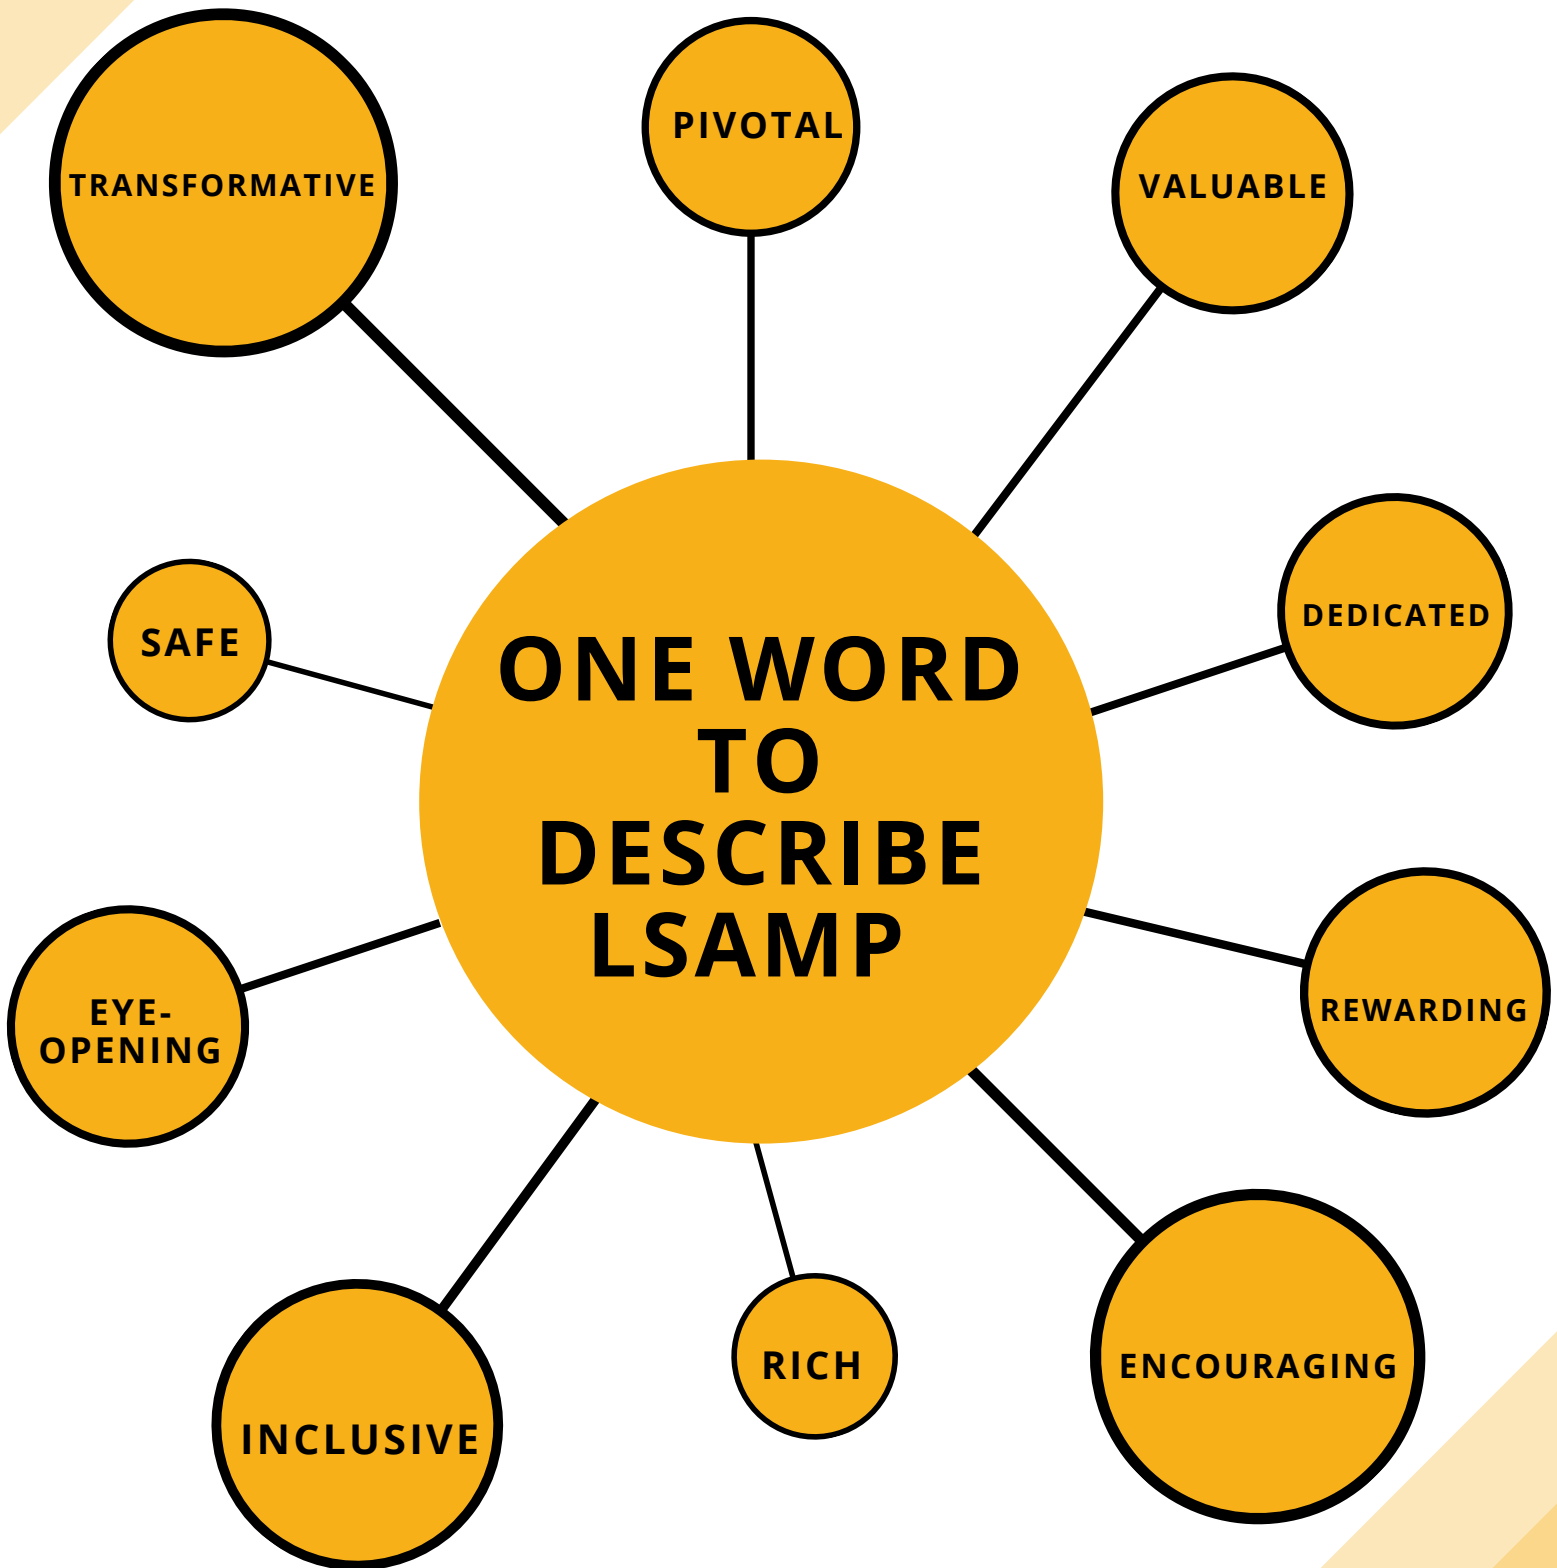 PIVOTAL
TRANSFORMATIVE
VALUABLE
DEDICATED
SAFE
ONE WORD
TO
DESCRIBE
LSAMP
EYE-
OPENING
REWARDING
RICH
ENCOURAGING
INCLUSIVE